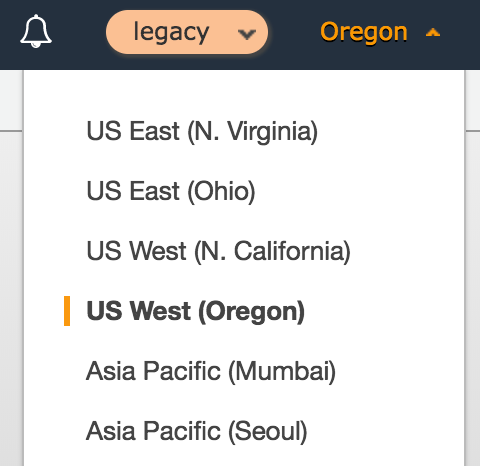 legacy Oregon
US East (N. Virginia)
US East (Ohio)
US West (N. California)
US West (Oregon)
Asia Pacific (Mumbai)
Asia Pacific (Seoul)